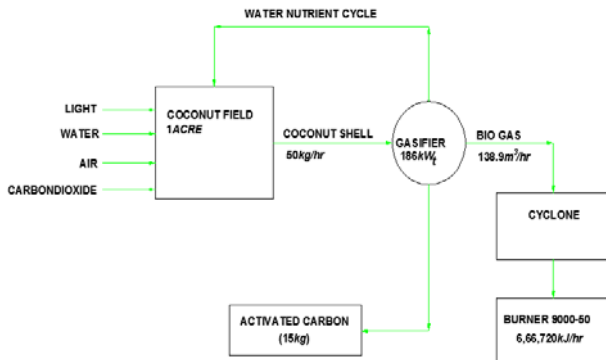 WATER NUTRIENT CYCLE
LIGHT
WATER
AIR
CARBONDIOXIDE
COCONUT FIELD
1ACRE
COCONUT SHELL
50kg/hr
GASIFIER
186kWt
BIO GAS
138.9m³/hr
CYCLONE
ACTIVATED CARBON
(15kg)
BURNER 9000-50
6,66,720kJ/hr